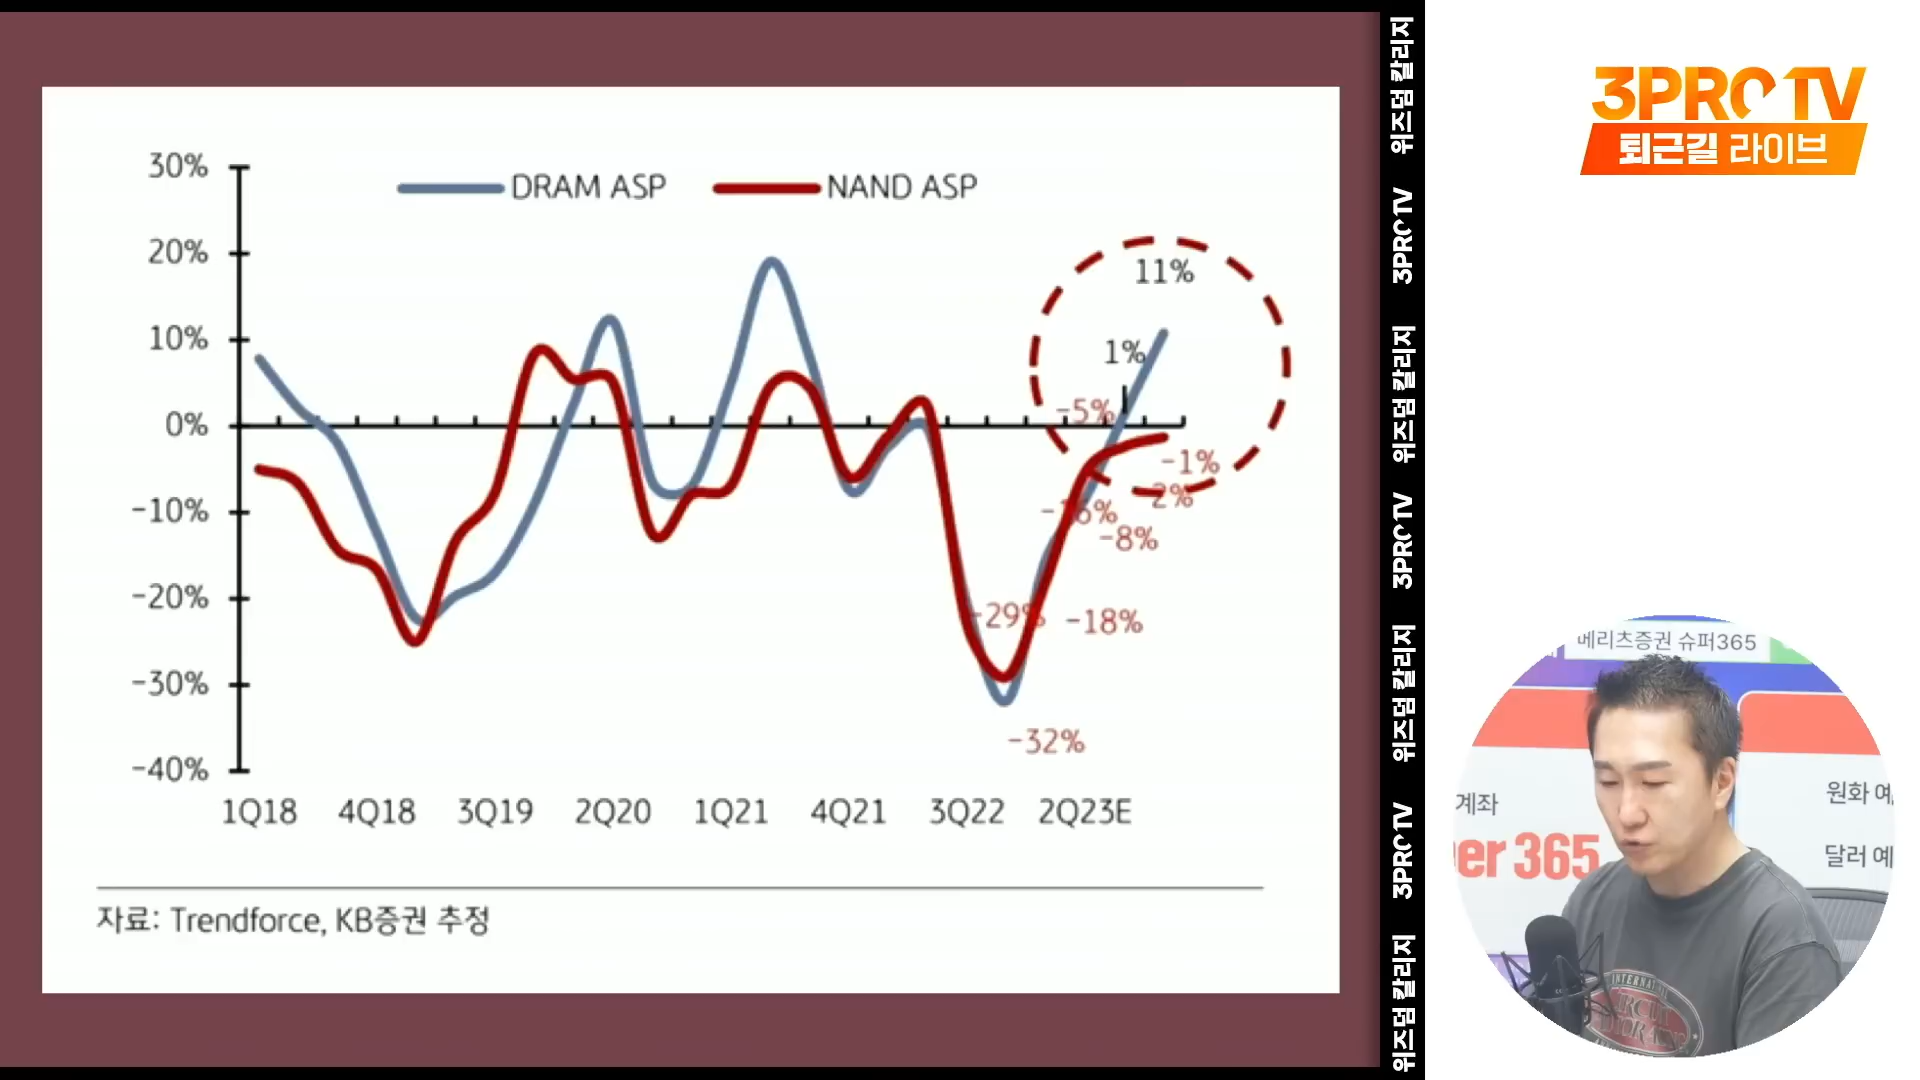 30%
20%
10%
0%
-10%
-20%
-30%
-40%
DRAM ASP
NAND ASP
11%
1%
-5%
-1%
-2%
-16%
-8%
-29%
-18%
-32%
1Q18 4Q18 3Q19 2Q20 1Q21 4Q21 3Q22 2Q23E
자료: Trendforce, KB증권 추정
위즈덤 칼리지
3PROTV
위즈덤 칼리지
3PROTV
위즈덤 칼리지
3PROTV
위즈덤 칼리지
3PROTV
퇴근길 라이브
메리츠증권 슈퍼365
계좌
er 365
원화 예
달러 예
INTERNATIONAL